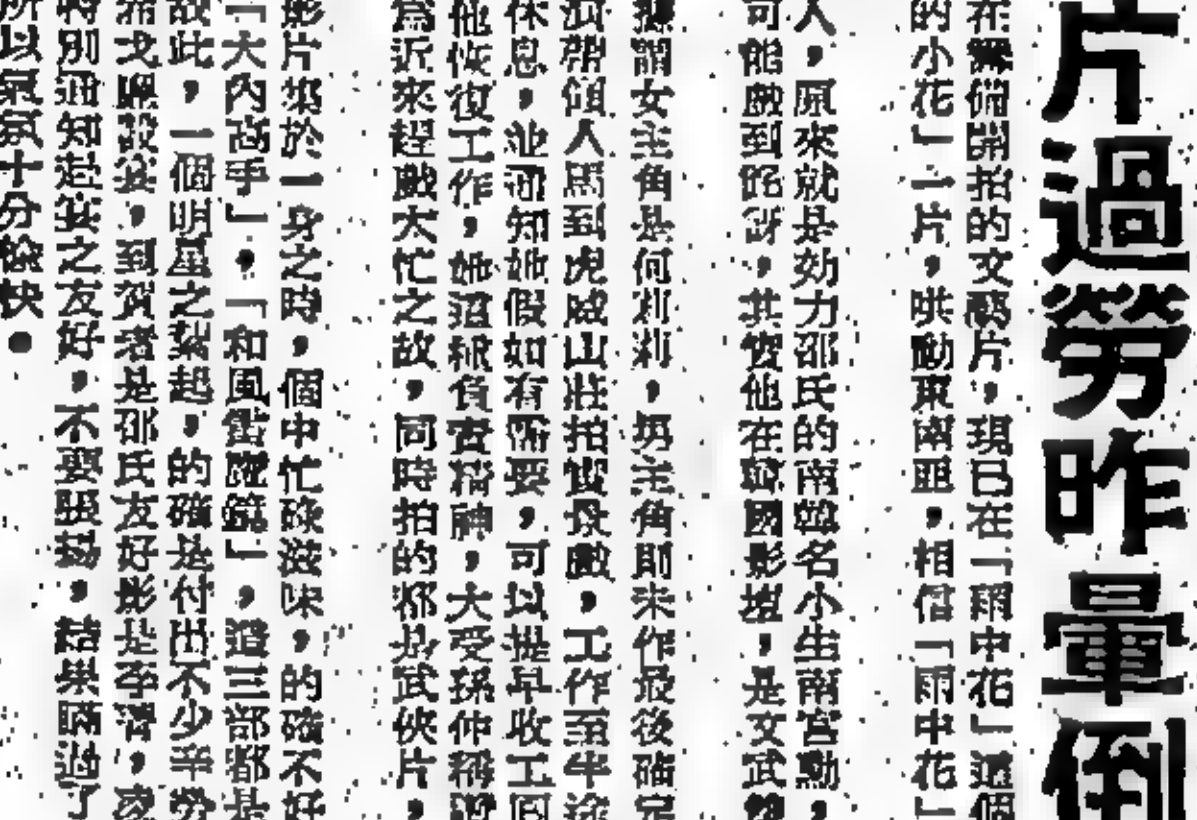 片過勞昨暈倒
在籌備開拍的文藝片，現已在「雨中花」這個
的小花」一片，哄動東南亞，相信「雨中花」
人，原來就是効力邵氏的南韓名小生南宮勳，
可能戲到，其實他在韓國影壇，是文武
據謂女主角是何莉莉，男主角則未作最後確定
演帶領人馬到虎威山莊拍實景戲，工作至半途
休息，並通知她假如有需要，可以提早收工回
他恢復工作，她這種負責精神，大受孫仲稱
為近來趕戲大忙之故，同時拍的都是武俠片，
影片集於一身之時，個中忙碌滋味，的確不好
「大內高手」，「和風」，這三部都是
故此，一個明星之紮起，的確是付出不少辛勞
設宴，到賀者是邵氏友好
特別通知赴宴之友好，不要張揚，結果瞞過了
所以氣氛十分愉快。